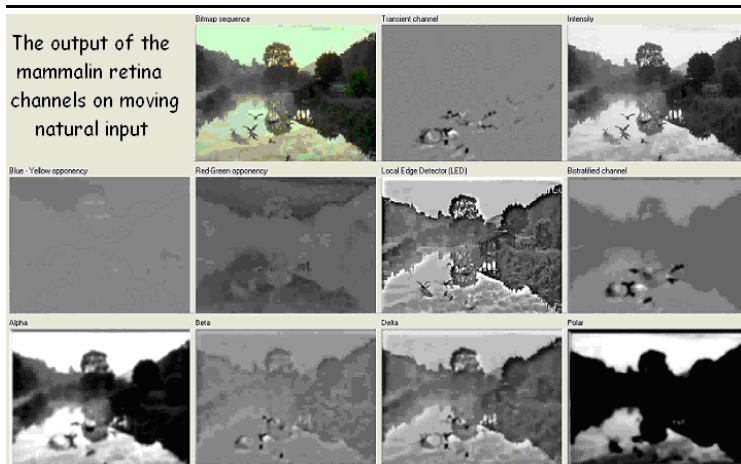 Bitmap sequence
Transient channel
Intensity
The output of the
mammalin retina
channels on moving
natural input
Blue - Yellow opponency
Red-Green opponency
Local Edge Detector (LED)
Bistratified channel
Alpha
Beta
Delta
Polar